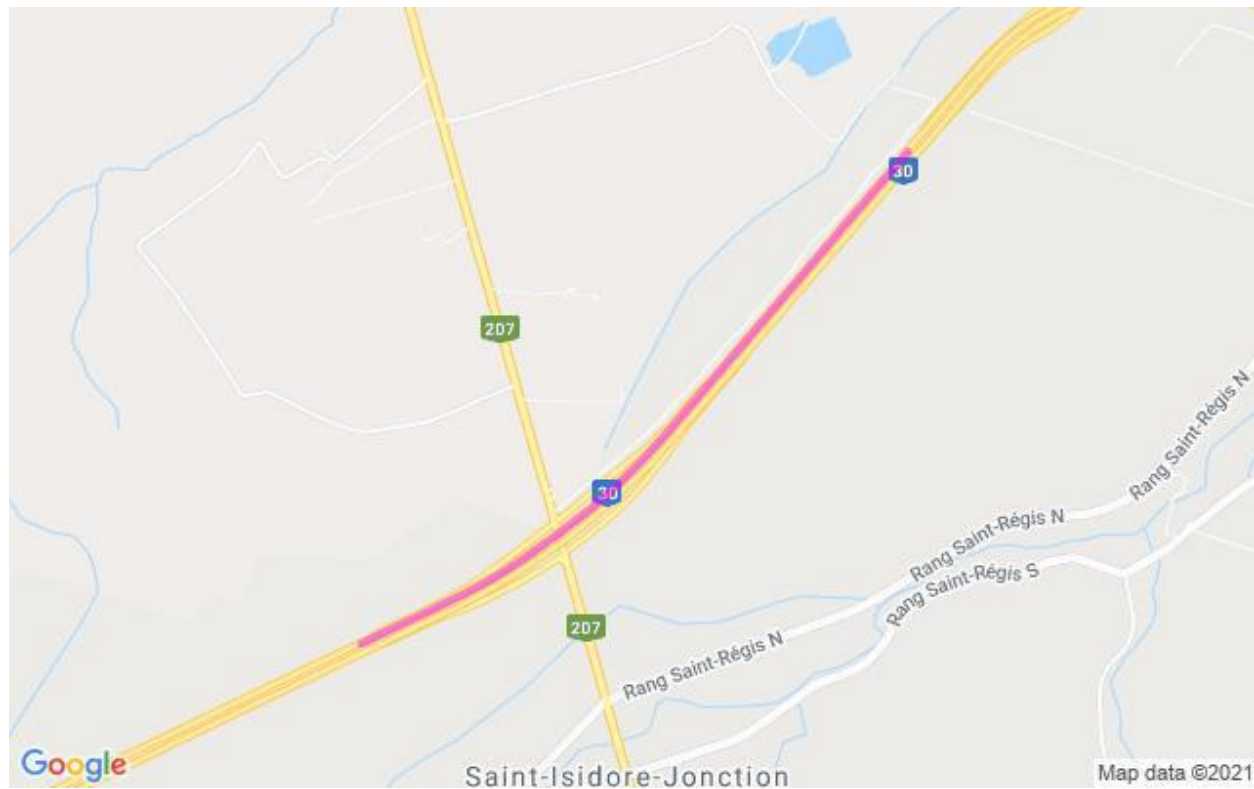 30
207
30
Rang Saint-Régis N
Rang Saint-Régis N
Rang Saint-Régis S
207
Rang Saint-Régis N
Google
Saint-Isidore-Jonction
Map data ©2021